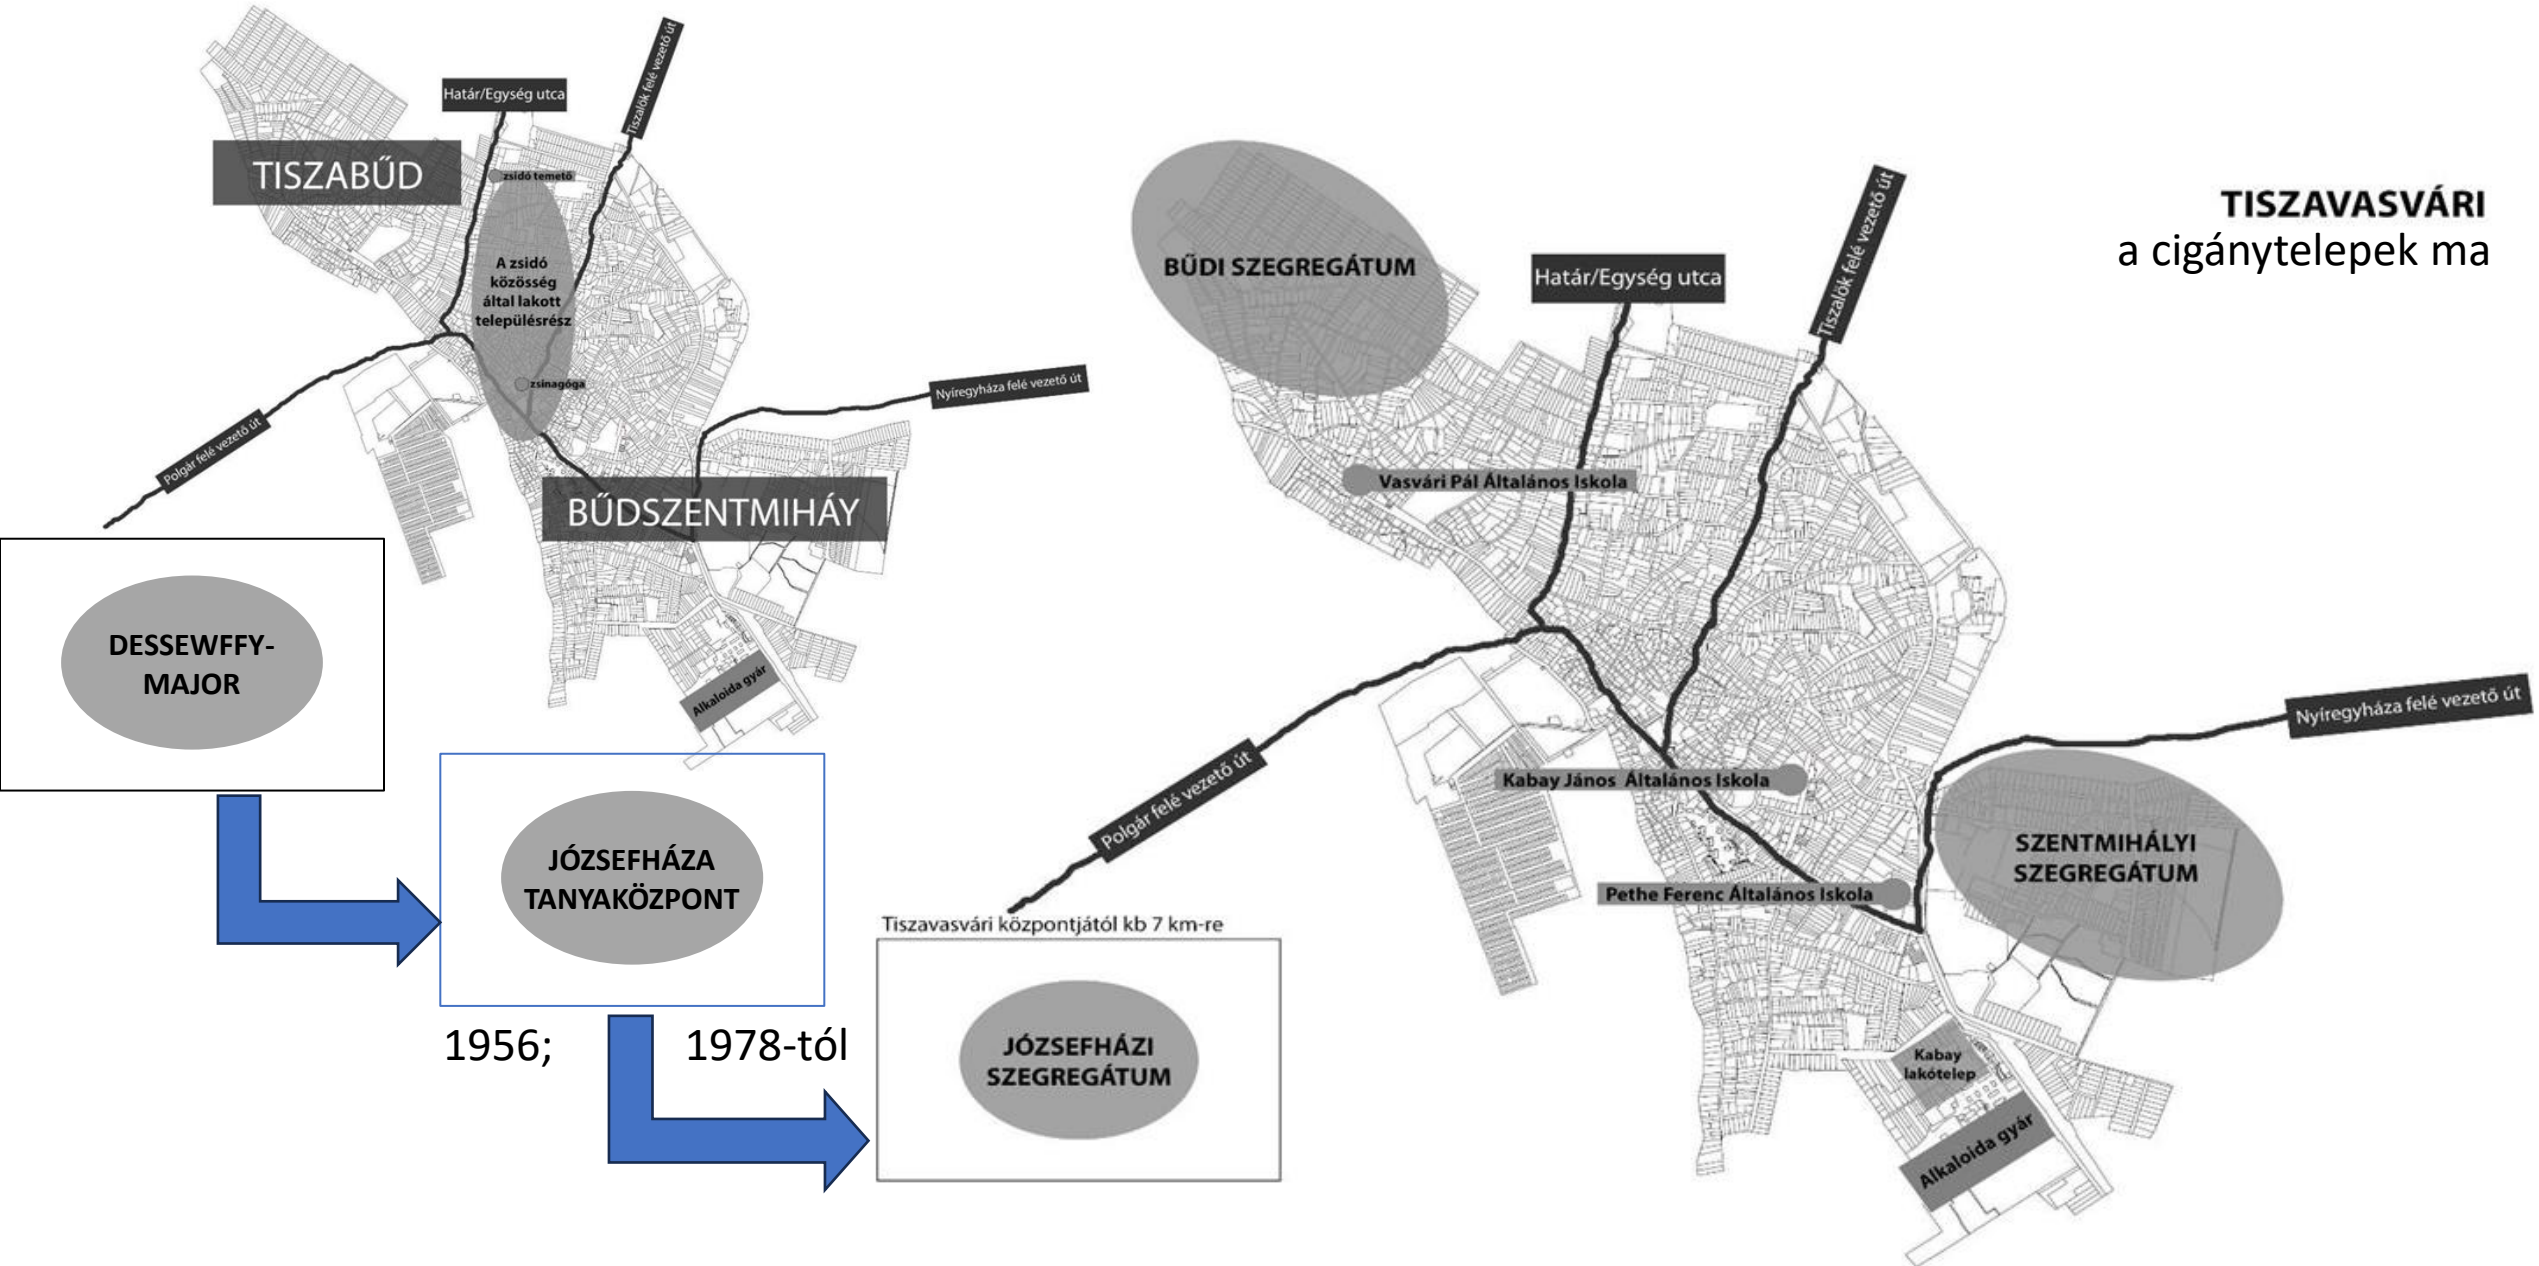 Határ/Egység utca
Tiszalök felé vezető út
TISZABŰD
zsidó temető
A zsidó
közösség
által lakott
településrész
zsinagóga
Nyíregyháza felé vezető út
Polgár felé vezető út
BŰDSZENTMIHÁY
Alkaloida gyár
DESSEWFFY-
MAJOR
JÓZSEFHÁZA
TANYAKÖZPONT
1956;
1978-tól
TISZAVASVÁRI
a cigánytelepek ma
BŰDI SZEGREGÁTUM
Határ/Egység utca
Tiszalök felé vezető út
Vasvári Pál Általános Iskola
Nyíregyháza felé vezető út
Polgár felé vezető út
Kabay János Általános Iskola
SZENTMIHÁLYI
SZEGREGÁTUM
Pethe Ferenc Általános Iskola
Tiszavasvári központjától kb 7 km-re
JÓZSEFHÁZI
SZEGREGÁTUM
Kabay
lakótelep
Alkaloida gyár